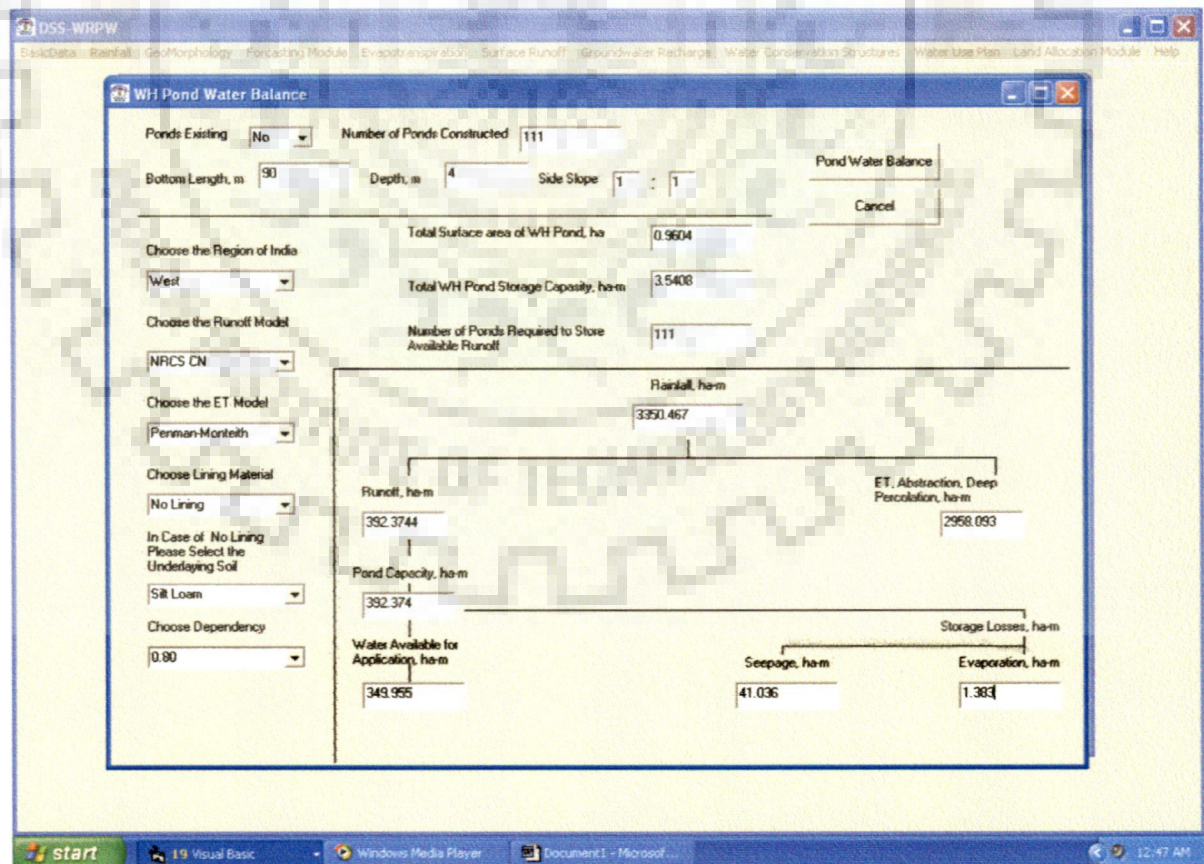 DSS-WRPW
BasicData Rainfall GeoMorphology Forcasting Module Evapotranspiration Surface Runoff Groundwater Recharge Water Conservation Structures Water Use Plan Land Allocation Module Help
WH Pond Water Balance
Ponds Existing No Number of Ponds Constructed 111
Bottom Length, m 90 Depth, m 4 Side Slope 1 : 1
Pond Water Balance
Cancel
Total Surface area of WH Pond, ha 0.9604
Total WH Pond Storage Capacity, ha-m 3.5408
Number of Ponds Required to Store
Available Runoff
111
Choose the Region of India
West
Choose the Runoff Model
NRCS CN
Choose the ET Model
Penman-Monteith
Choose Lining Material
No Lining
In Case of No Lining
Please Select the
Underlaying Soil
Silt Loam
Choose Dependency
0.80
Rainfall, ha-m
3350.467
Runoff, ha-m
392.3744
ET, Abstraction, Deep
Percolation, ha-m
2958.093
Pond Capacity, ha-m
392.374
Storage Losses, ha-m
Water Available for
Application, ha-m
349.955
Seepage, ha-m
41.036
Evaporation, ha-m
1.383
OF TECHNOLOGY
start 19 Visual Basic Windows Media Player Document1 - Microsof... 12:47 AM